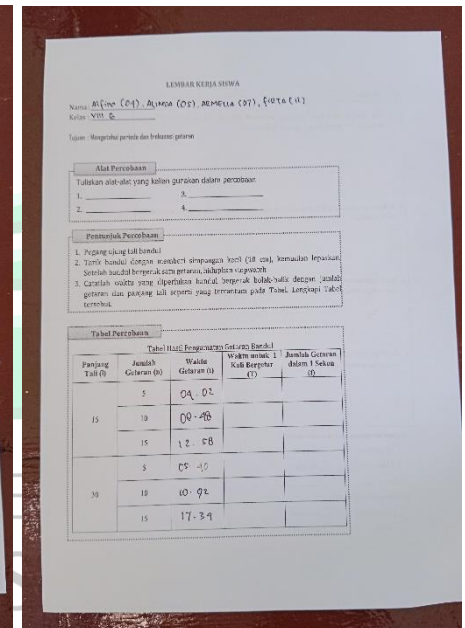 LEMBAR KERJA SISWA
Nama: Alfino (04), ALINDA (05), (07), (11)
Kelas: VIII G
Tujuan : Mengetahui periode dan frekuensi getaran
Alat Percobaan
Tuliskan alat-alat yang kalian gunakan dalam percobaan
1. 3.
2. 4.
Petunjuk Percobaan
1. Pegang ujung tali bandul
2. Tarik bandul dengan memberi simpangan kecil (10 cm), kemudian lepaskan.
Setelah bandul bergerak satu getaran, hidupkan stopwatch
3. Catatlah waktu yang diperlukan bandul bergerak bolak-balik dengan jumlah
getaran dan panjang tali seperti yang tercantum pada Tabel. Lengkapi Tabel
tersebut.
Tabel Percobaan
Tabel Hasil Pengamatan Getaran Bandul
Panjang Tali (l) Jumlah Getaran (n) Waktu Getaran (t) Waktu untuk 1 Kali Bergetar (T) Jumlah Getaran dalam 1 Sekon (f)
15
5 04.02
10 48
15 12.58
30
5 05
10 10.92
15 17.34